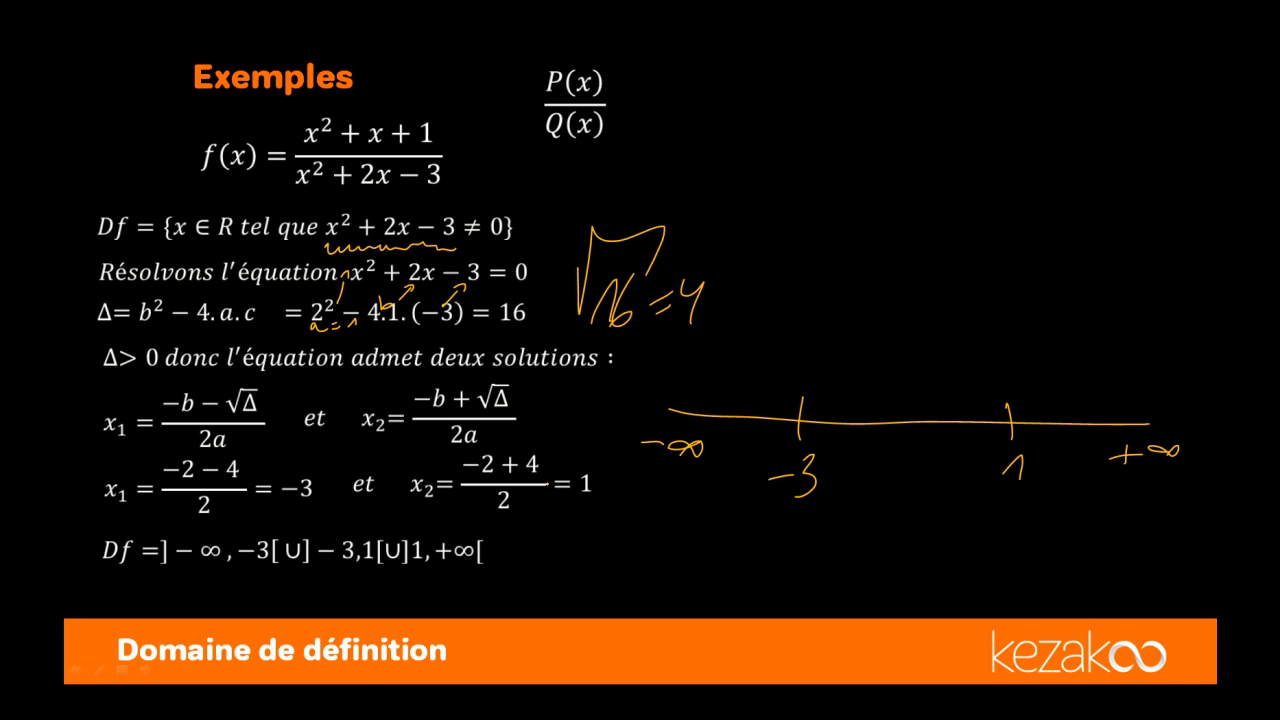 Exemples
P(x)
Q(x)
f(x) = (x² + x + 1)/(x² + 2x − 3)
Df = {x ∈ R tel que x² + 2x − 3 ≠ 0}
Résolvons l'équation 1x² + 2x − 3 = 0
Δ= b² − 4.a.c = 2² − 4.1.(−3) = 16
a=1
b
√16 = 4
Δ> 0 donc l'équation admet deux solutions :
x₁ = (−b − √Δ)/2a et x₂= (−b + √Δ)/2a
x₁ = (−2 − 4)/2 = −3 et x₂= (−2 + 4)/2 = 1
−∞ −3 1 +∞
Df =] − ∞ , −3[ ∪] − 3,1[∪]1, +∞[
Domaine de définition
kezakoo